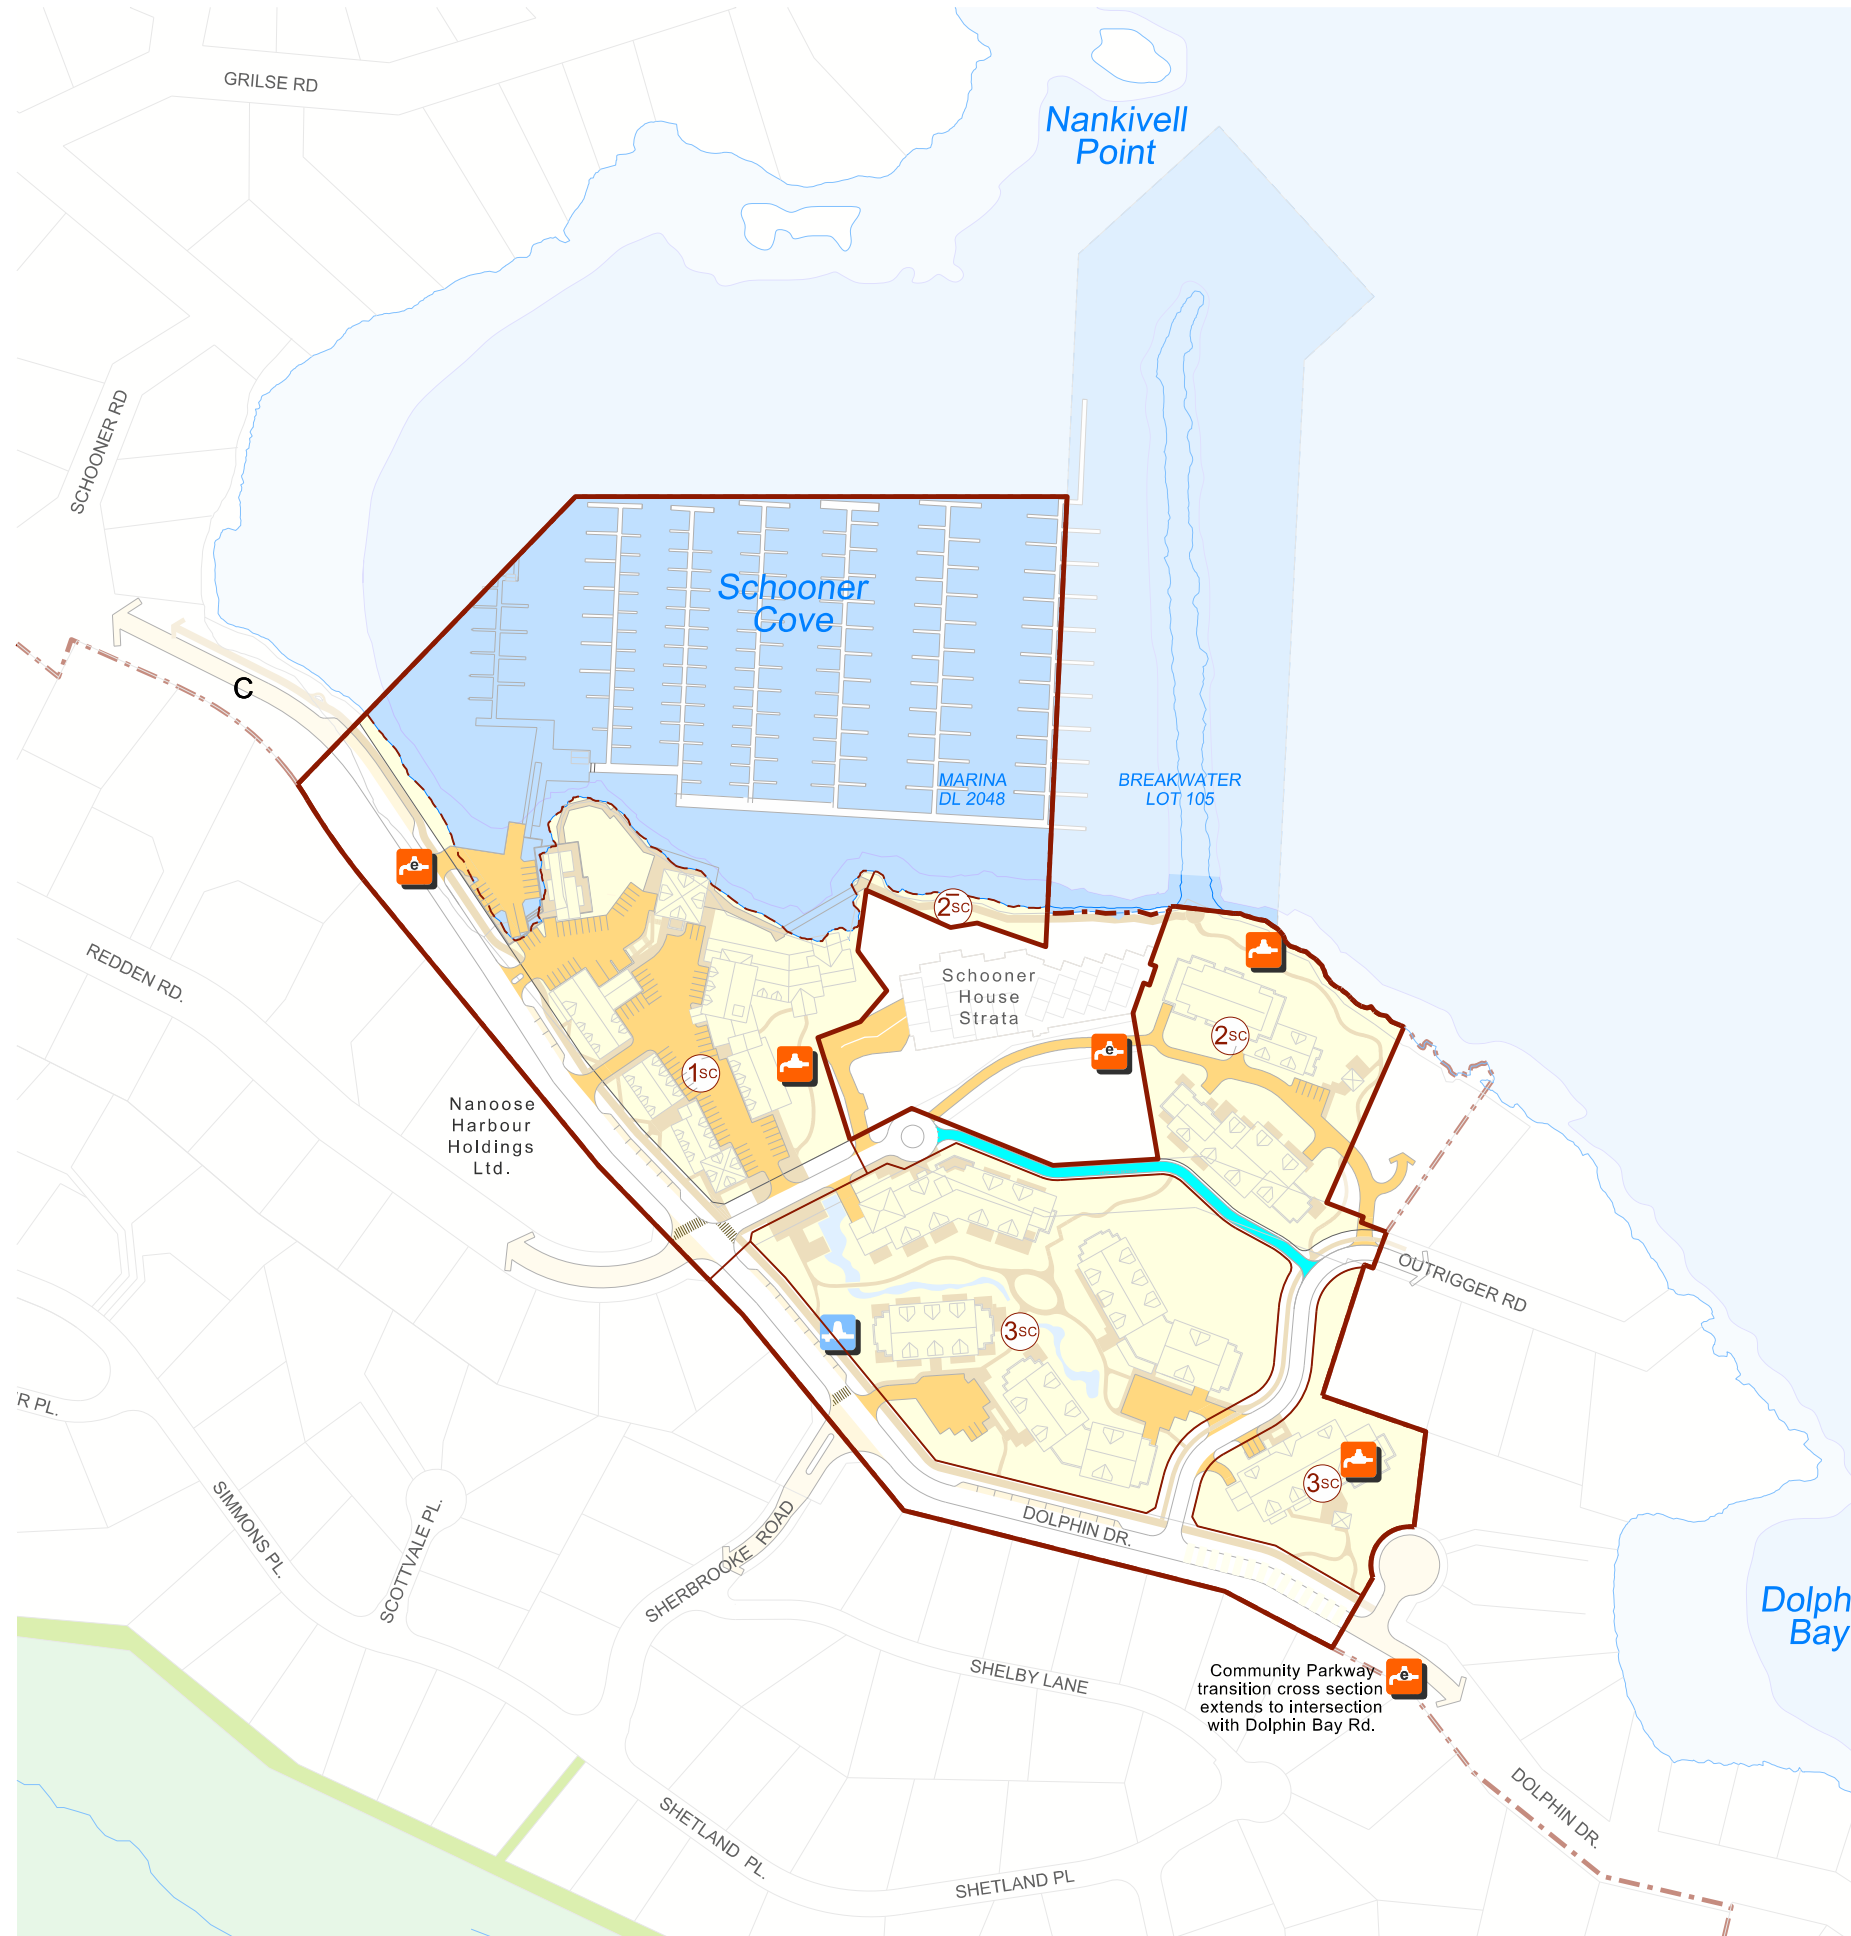 GRILSE RD
Nankivell
Point
SCHOONER RD
Schooner
Cove
C
MARINA
DL 2048
BREAKWATER
LOT 105
e
2SC
REDDEN RD.
Schooner
House
Strata
2SC
e
1SC
Nanoose
Harbour
Holdings
Ltd.
OUTRIGGER RD
3SC
R PL.
3SC
SIMMONS PL.
SCOTTVALE PL.
SHERBROOKE ROAD
DOLPHIN DR.
Dolph
Bay
SHELBY LANE
Community Parkway
transition cross section
extends to intersection
with Dolphin Bay Rd.
e
DOLPHIN DR.
SHETLAND PL.
SHETLAND PL